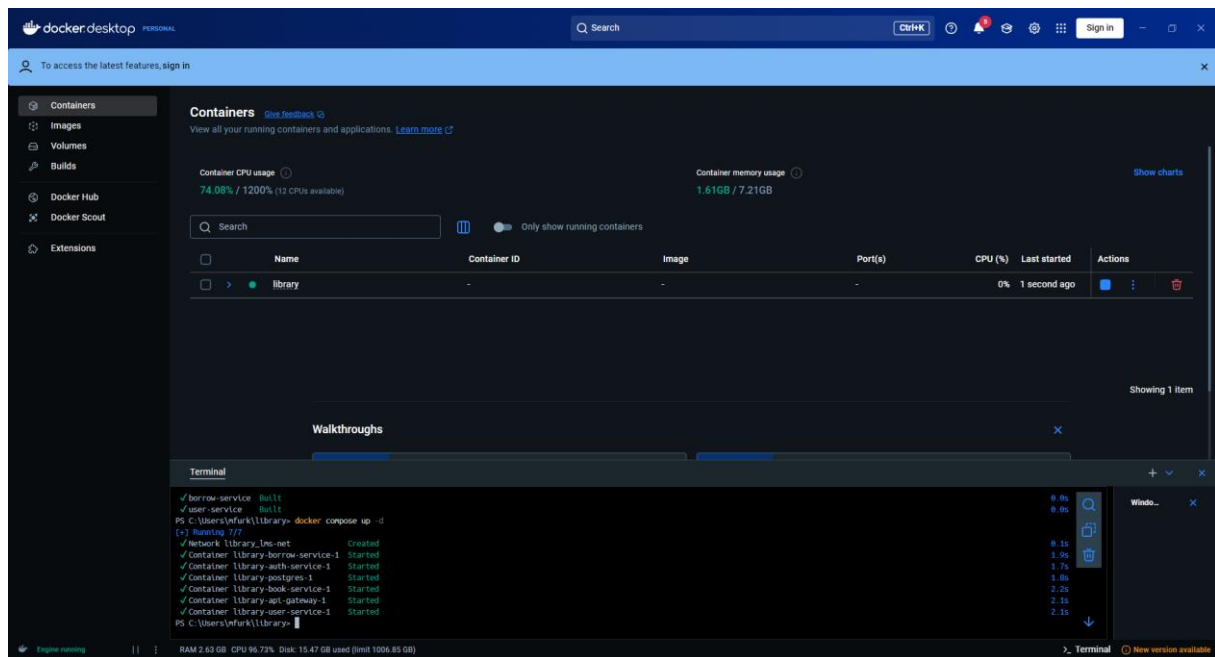 docker.desktop PERSONAL
Search
Ctrl+K
9
Sign in
To access the latest features, sign in
Containers
Images
Volumes
Builds
Docker Hub
Docker Scout
Extensions
Containers Give feedback
View all your running containers and applications. Learn more
Container CPU usage
74.08% / 1200% (12 CPUs available)
Container memory usage
1.61GB / 7.21GB
Show charts
Search
Only show running containers
Name Container ID Image Port(s) CPU (%) Last started Actions
library - - - 0% 1 second ago
Showing 1 item
Walkthroughs
Terminal
✓ borrow-service Built 0.0s
✓ user-service Built 0.0s
PS C:\Users\mfurk\library> docker compose up -d
[+] Running 7/7
✓ Network library_lms-net Created 0.1s
✓ Container library-borrow-service-1 Started 1.9s
✓ Container library-auth-service-1 Started 1.7s
✓ Container library-postgres-1 Started 1.8s
✓ Container library-book-service-1 Started 2.2s
✓ Container library-api-gateway-1 Started 2.1s
✓ Container library-user-service-1 Started 2.1s
PS C:\Users\mfurk\library>
Windo...
Engine running
RAM 2.63 GB CPU 96.73% Disk: 15.47 GB used (limit 1006.85 GB)
>_ Terminal
New version available